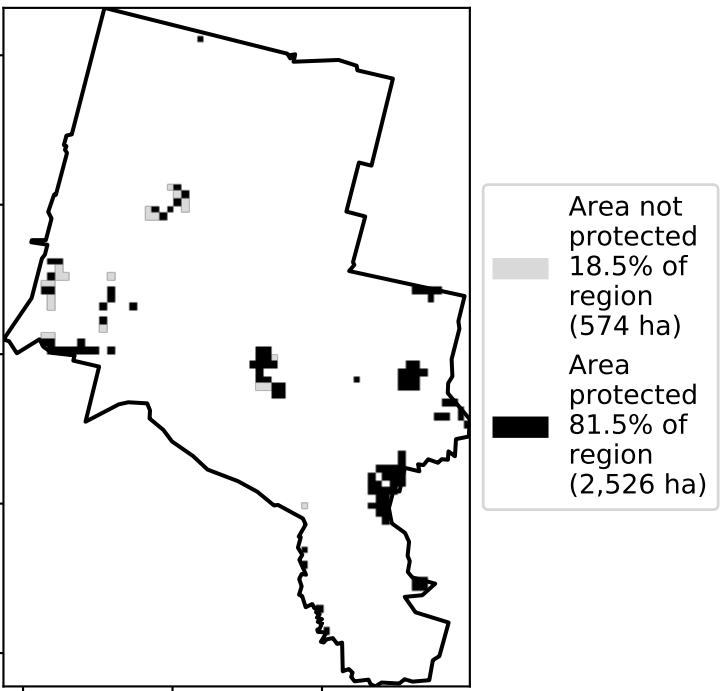 Area not
protected
18.5% of
region
(574 ha)
Area
protected
81.5% of
region
(2,526 ha)